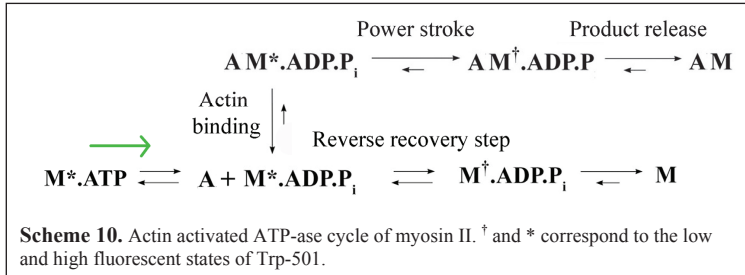 Power stroke Product release
A M*.ADP.Pi A M†.ADP.P A M
Actin
binding
Reverse recovery step
M*.ATP A + M*.ADP.Pi M†.ADP.Pi M
Scheme 10. Actin activated ATP-ase cycle of myosin II. † and * correspond to the low
and high fluorescent states of Trp-501.